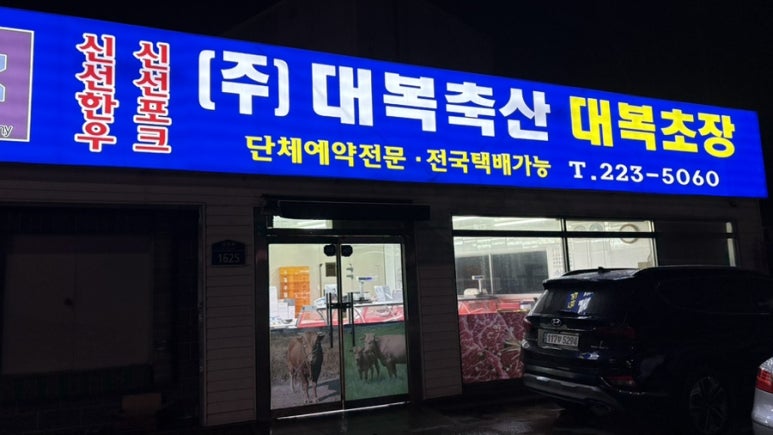 신선한우
신선포크
(주) 대복축산 대복초장
단체예약전문 · 전국택배가능 T.223-5060
1625